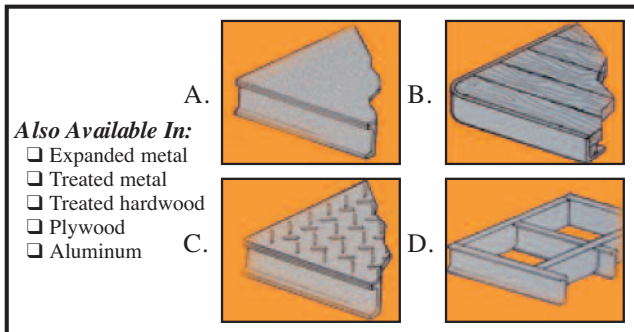 A.
B.
Also Available In:
❑ Expanded metal
❑ Treated metal
❑ Treated hardwood
❑ Plywood
❑ Aluminum
C.
D.